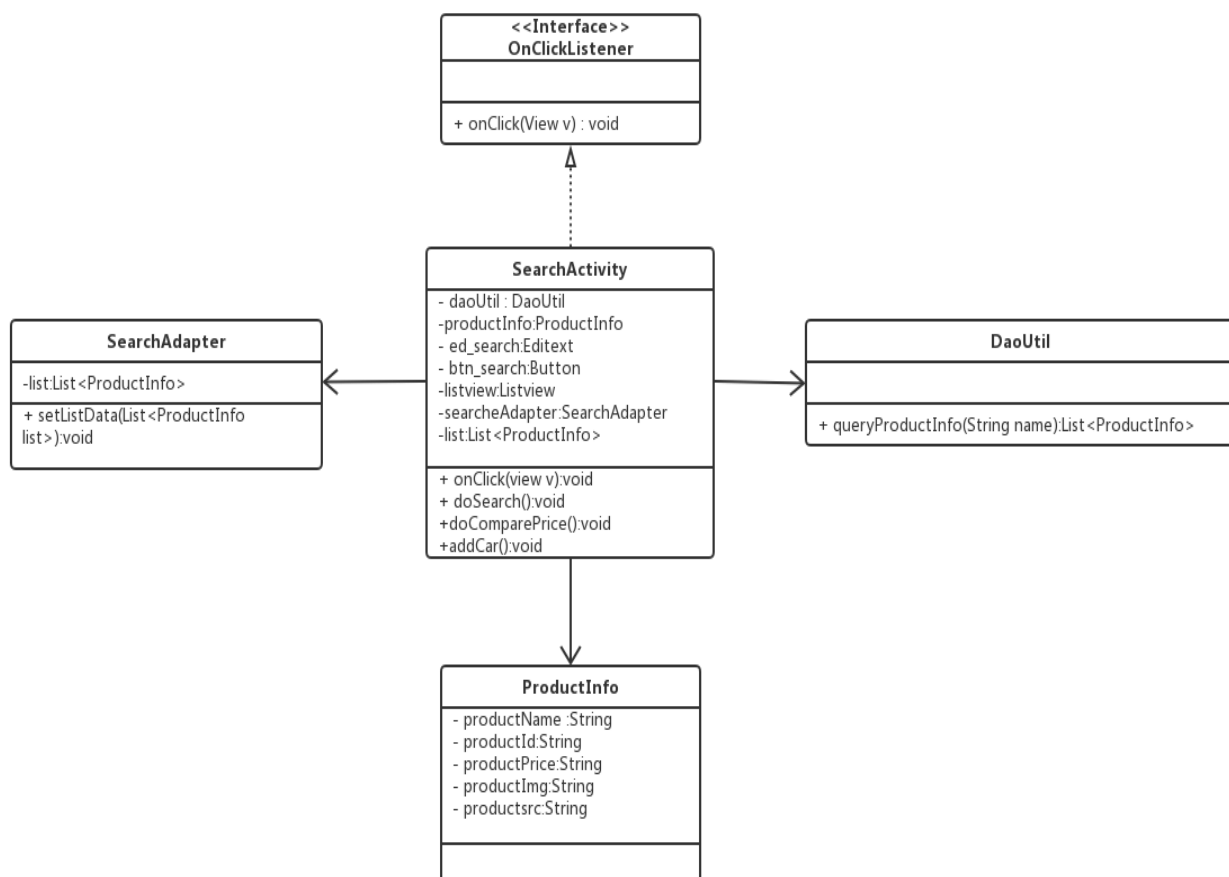 <<Interface>>
OnClickListener
+ onClick(View v) : void
SearchActivity
- daoUtil : DaoUtil
-productInfo:ProductInfo
- ed_search:Editext
- btn_search:Button
-listview:Listview
-searcheAdapter:SearchAdapter
-list:List<ProductInfo>
+ onClick(view v):void
+ doSearch():void
+doComparePrice():void
+addCar():void
SearchAdapter
-list:List<ProductInfo>
+ setListData(List<ProductInfo
list>):void
DaoUtil
+ queryProductInfo(String name):List<ProductInfo>
ProductInfo
- productName :String
- productId:String
- productPrice:String
- productImg:String
- productsrc:String